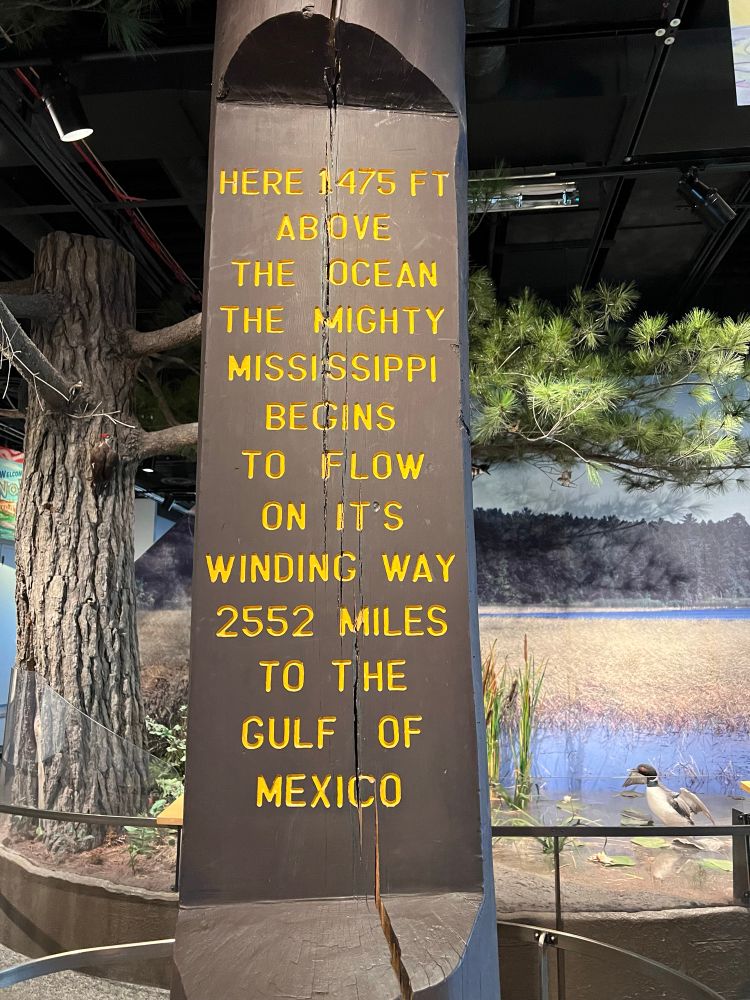 HERE 1475 FT
ABOVE
THE OCEAN
THE MIGHTY
MISSISSIPPI
BEGINS
TO FLOW
ON IT'S
WINDING WAY
2552 MILES
TO THE
GULF OF
MEXICO